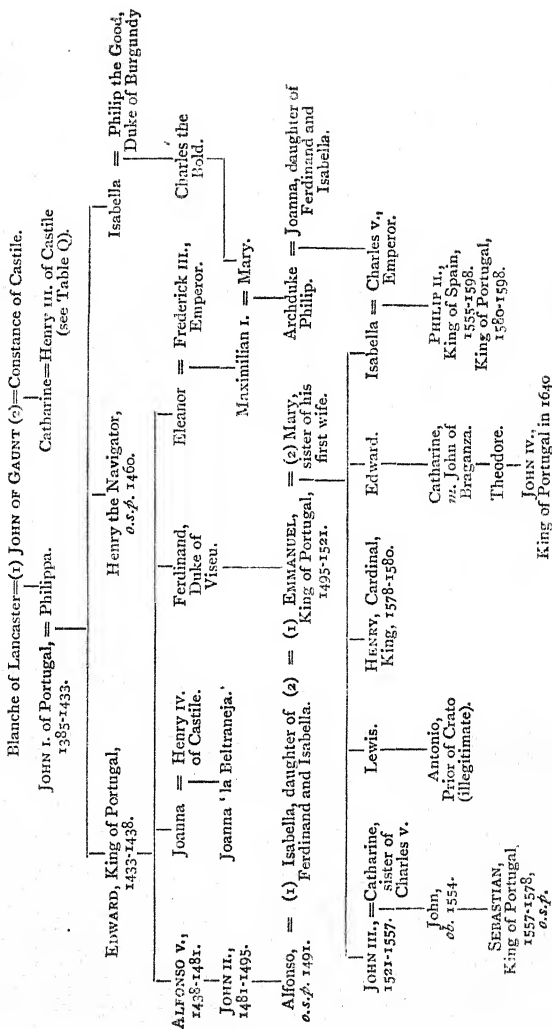 Blanche of Lancaster=(1) JOHN OF GAUNT (2)=Constance of Castile.
JOHN I. of Portugal, = Philippa.
1385-1433.
Catharine=Henry III. of Castile
(see Table Q).
EDWARD, King of Portugal,
1433-1438.
Henry the Navigator,
o.s.p. 1460.
Isabella = Philip the Good,
Duke of Burgundy
ALFONSO V.,
1438-1481.
Joanna = Henry IV.
of Castile.
Ferdinand,
Duke of
Viseu.
Eleanor = Frederick III.,
Emperor.
Charles the
Bold.
JOHN II.,
1481-1495.
Joanna 'la Beltraneja.'
Maximilian I. = Mary.
Alfonso, = (1) Isabella, daughter of (2) = (1) EMMANUEL, = (2) Mary,
o.s.p. 1491. Ferdinand and Isabella. King of Portugal, sister of his
1495-1521. first wife.
Archduke = Joanna, daughter of
Philip. Ferdinand and
Isabella.
JOHN III.,=Catharine,
1521-1557. sister of
Charles V.
Lewis.
HENRY, Cardinal,
King, 1578-1580.
Edward.
Isabella = Charles V.,
Emperor.
John,
ob. 1554.
Antonio,
Prior of Crato
(illegitimate).
Catharine,
m. John of
Braganza.
PHILIP II.,
King of Spain,
1555-1598.
King of Portugal,
1580-1598.
SEBASTIAN,
King of Portugal
1557-1578,
o.s.p.
Theodore.
JOHN IV.,
King of Portugal in 1640